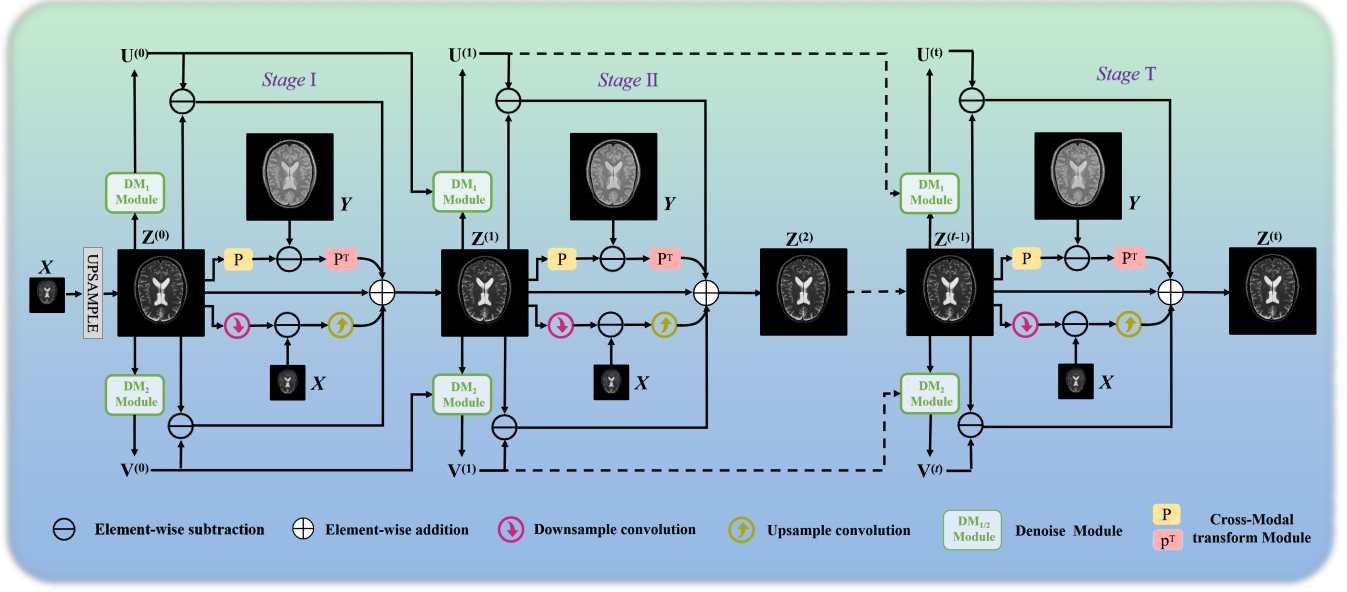 U(0)
U(1)
U(t)
Stage I
Stage II
Stage T
DM1
Module
Y
DM1
Module
Y
DM1
Module
Y
X
UPSAMPLE
Z(0)
P
PT
Z(1)
P
PT
Z(2)
Z(t-1)
P
PT
Z(t)
DM2
Module
X
DM2
Module
X
DM2
Module
X
V(0)
V(1)
V(t)
Element-wise subtraction
Element-wise addition
Downsample convolution
Upsample convolution
DM1/2
Module
Denoise Module
P
pT
Cross-Modal
transform Module